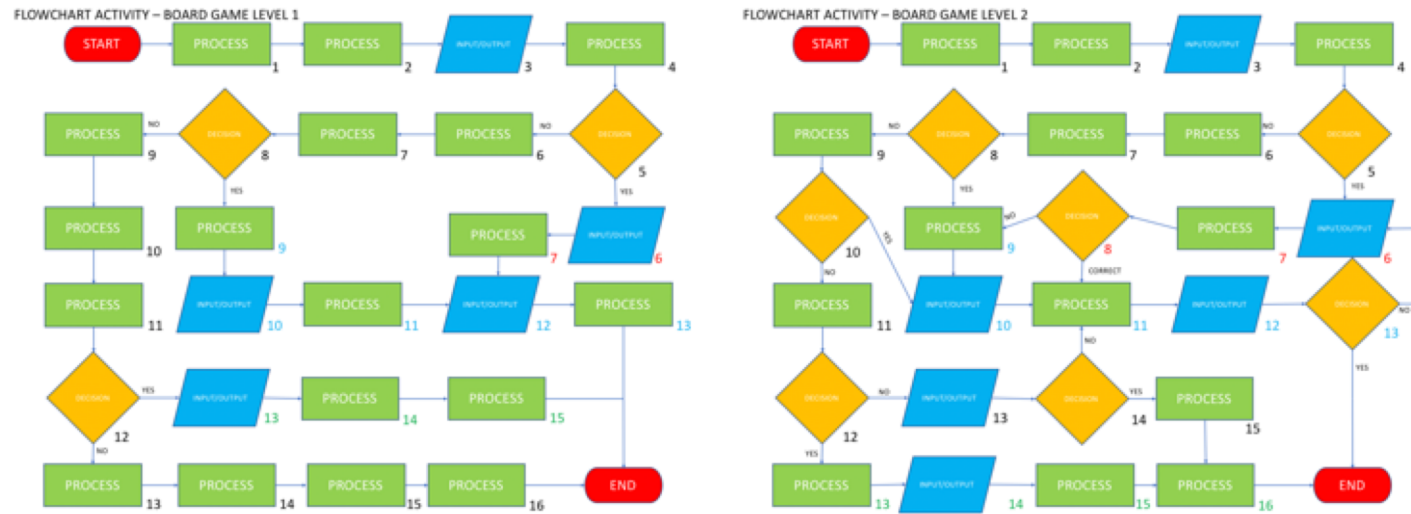 FLOWCHART ACTIVITY – BOARD GAME LEVEL 1
START
PROCESS
1
PROCESS
2
INPUT/OUTPUT
3
PROCESS
4
PROCESS
9
NO
DECISION
8
PROCESS
7
PROCESS
6
NO
DECISION
5
YES
YES
PROCESS
10
PROCESS
9
PROCESS
7
INPUT/OUTPUT
6
PROCESS
11
INPUT/OUTPUT
10
PROCESS
11
INPUT/OUTPUT
12
PROCESS
13
DECISION
12
YES
INPUT/OUTPUT
13
PROCESS
14
PROCESS
15
NO
PROCESS
13
PROCESS
14
PROCESS
15
PROCESS
16
END
FLOWCHART ACTIVITY – BOARD GAME LEVEL 2
START
PROCESS
1
PROCESS
2
INPUT/OUTPUT
3
PROCESS
4
PROCESS
9
NO
DECISION
8
PROCESS
7
PROCESS
6
NO
DECISION
5
YES
YES
DECISION
10
YES
PROCESS
9
NO
DECISION
8
PROCESS
7
INPUT/OUTPUT
6
NO
CORRECT
PROCESS
11
INPUT/OUTPUT
10
PROCESS
11
INPUT/OUTPUT
12
DECISION
13
NO
NO
YES
DECISION
12
NO
INPUT/OUTPUT
13
DECISION
14
YES
PROCESS
15
YES
PROCESS
13
INPUT/OUTPUT
14
PROCESS
15
PROCESS
16
END